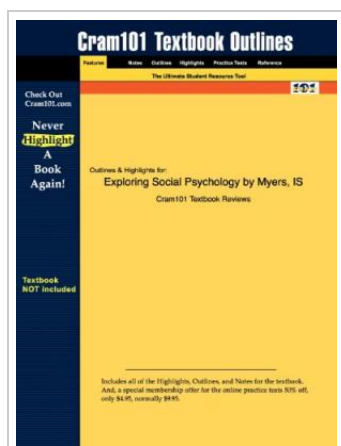 Cram101 Textbook Outlines
Features Notes Outlines Highlights Practice Tests Reference
The Ultimate Student Resource Tool
101
Check Out
Cram101.com
Never
Highlight
A
Book
Again!
Outlines & Highlights for:
Exploring Social Psychology by Myers, IS
Cram101 Textbook Reviews
Textbook
NOT included
Includes all of the Highlights, Outlines, and Notes for the textbook.
And, a special membership offer for the online practice tests 50% off,
only $4.95, normally $9.95.